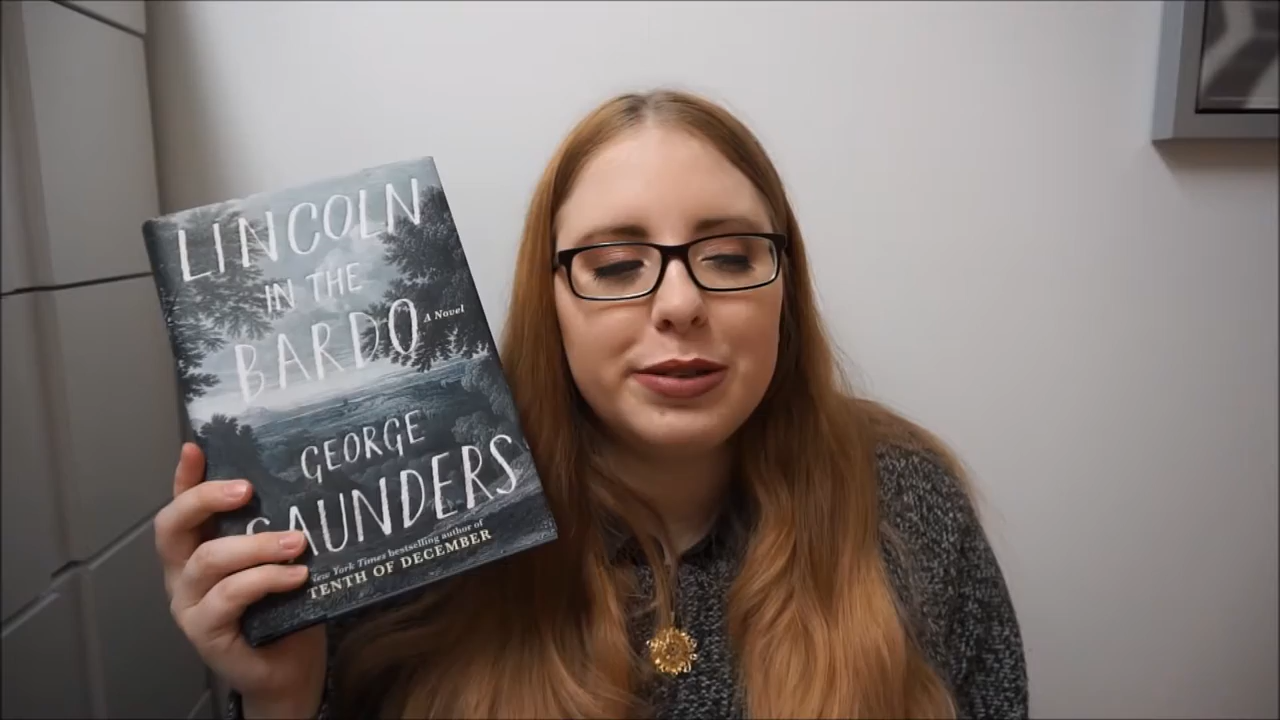 LINCOLN
IN THE
BARDO
A Novel
GEORGE
SAUNDERS
New York Times bestselling author of
TENTH OF DECEMBER